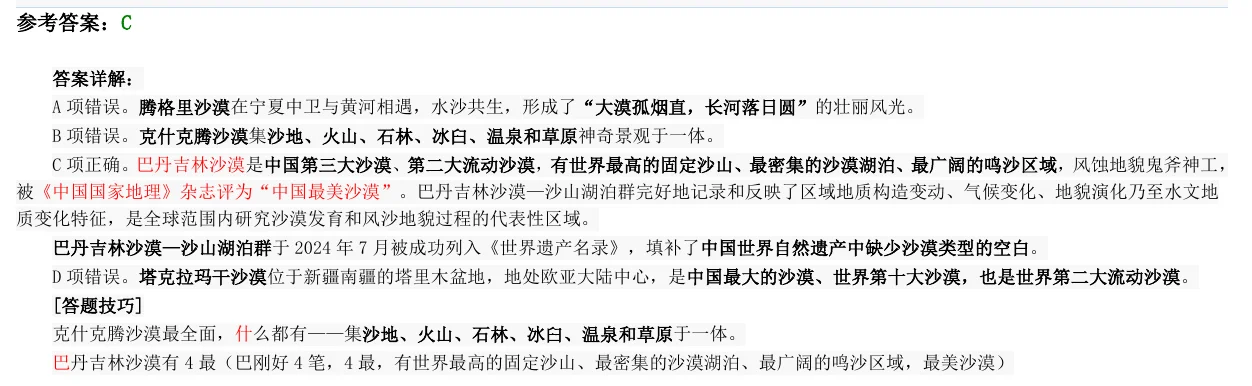 参考答案：C
答案详解：
A 项错误。腾格里沙漠在宁夏中卫与黄河相遇，水沙共生，形成了“大漠孤烟直，长河落日圆”的壮丽风光。
B 项错误。克什克腾沙漠集沙地、火山、石林、冰臼、温泉和草原神奇景观于一体。
C 项正确。巴丹吉林沙漠是中国第三大沙漠、第二大流动沙漠，有世界最高的固定沙山、最密集的沙漠湖泊、最广阔的鸣沙区域，风蚀地貌鬼斧神工，
被《中国国家地理》杂志评为“中国最美沙漠”。巴丹吉林沙漠—沙山湖泊群完好地记录和反映了区域地质构造变动、气候变化、地貌演化乃至水文地
质变化特征，是全球范围内研究沙漠发育和风沙地貌过程的代表性区域。
巴丹吉林沙漠—沙山湖泊群于 2024 年 7 月被成功列入《世界遗产名录》，填补了中国世界自然遗产中缺少沙漠类型的空白。
D 项错误。塔克拉玛干沙漠位于新疆南疆的塔里木盆地，地处欧亚大陆中心，是中国最大的沙漠、世界第十大沙漠，也是世界第二大流动沙漠。
[答题技巧]
克什克腾沙漠最全面，什么都有——集沙地、火山、石林、冰臼、温泉和草原于一体。
巴丹吉林沙漠有 4 最（巴刚好 4 笔，4 最，有世界最高的固定沙山、最密集的沙漠湖泊、最广阔的鸣沙区域，最美沙漠）